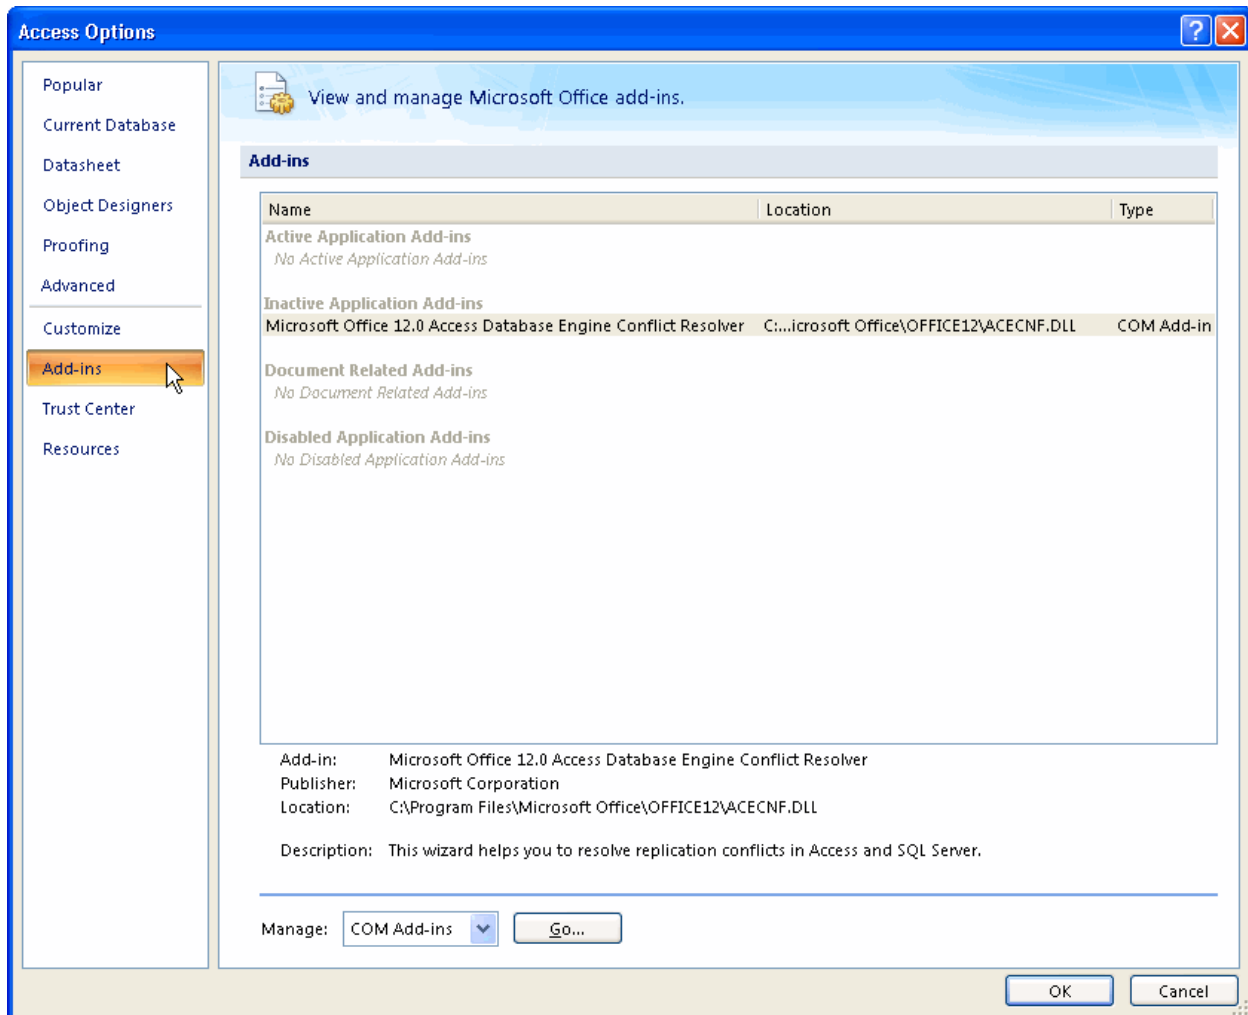 Access Options
Popular
Current Database
Datasheet
Object Designers
Proofing
Advanced
Customize
Add-ins
Trust Center
Resources
View and manage Microsoft Office add-ins.
Add-ins
Name Location Type
Active Application Add-ins
No Active Application Add-ins
Inactive Application Add-ins
Microsoft Office 12.0 Access Database Engine Conflict Resolver C:...icrosoft Office\OFFICE12\ACECNF.DLL COM Add-in
Document Related Add-ins
No Document Related Add-ins
Disabled Application Add-ins
No Disabled Application Add-ins
Add-in: Microsoft Office 12.0 Access Database Engine Conflict Resolver
Publisher: Microsoft Corporation
Location: C:\Program Files\Microsoft Office\OFFICE12\ACECNF.DLL
Description: This wizard helps you to resolve replication conflicts in Access and SQL Server.
Manage: COM Add-ins Go...
OK Cancel